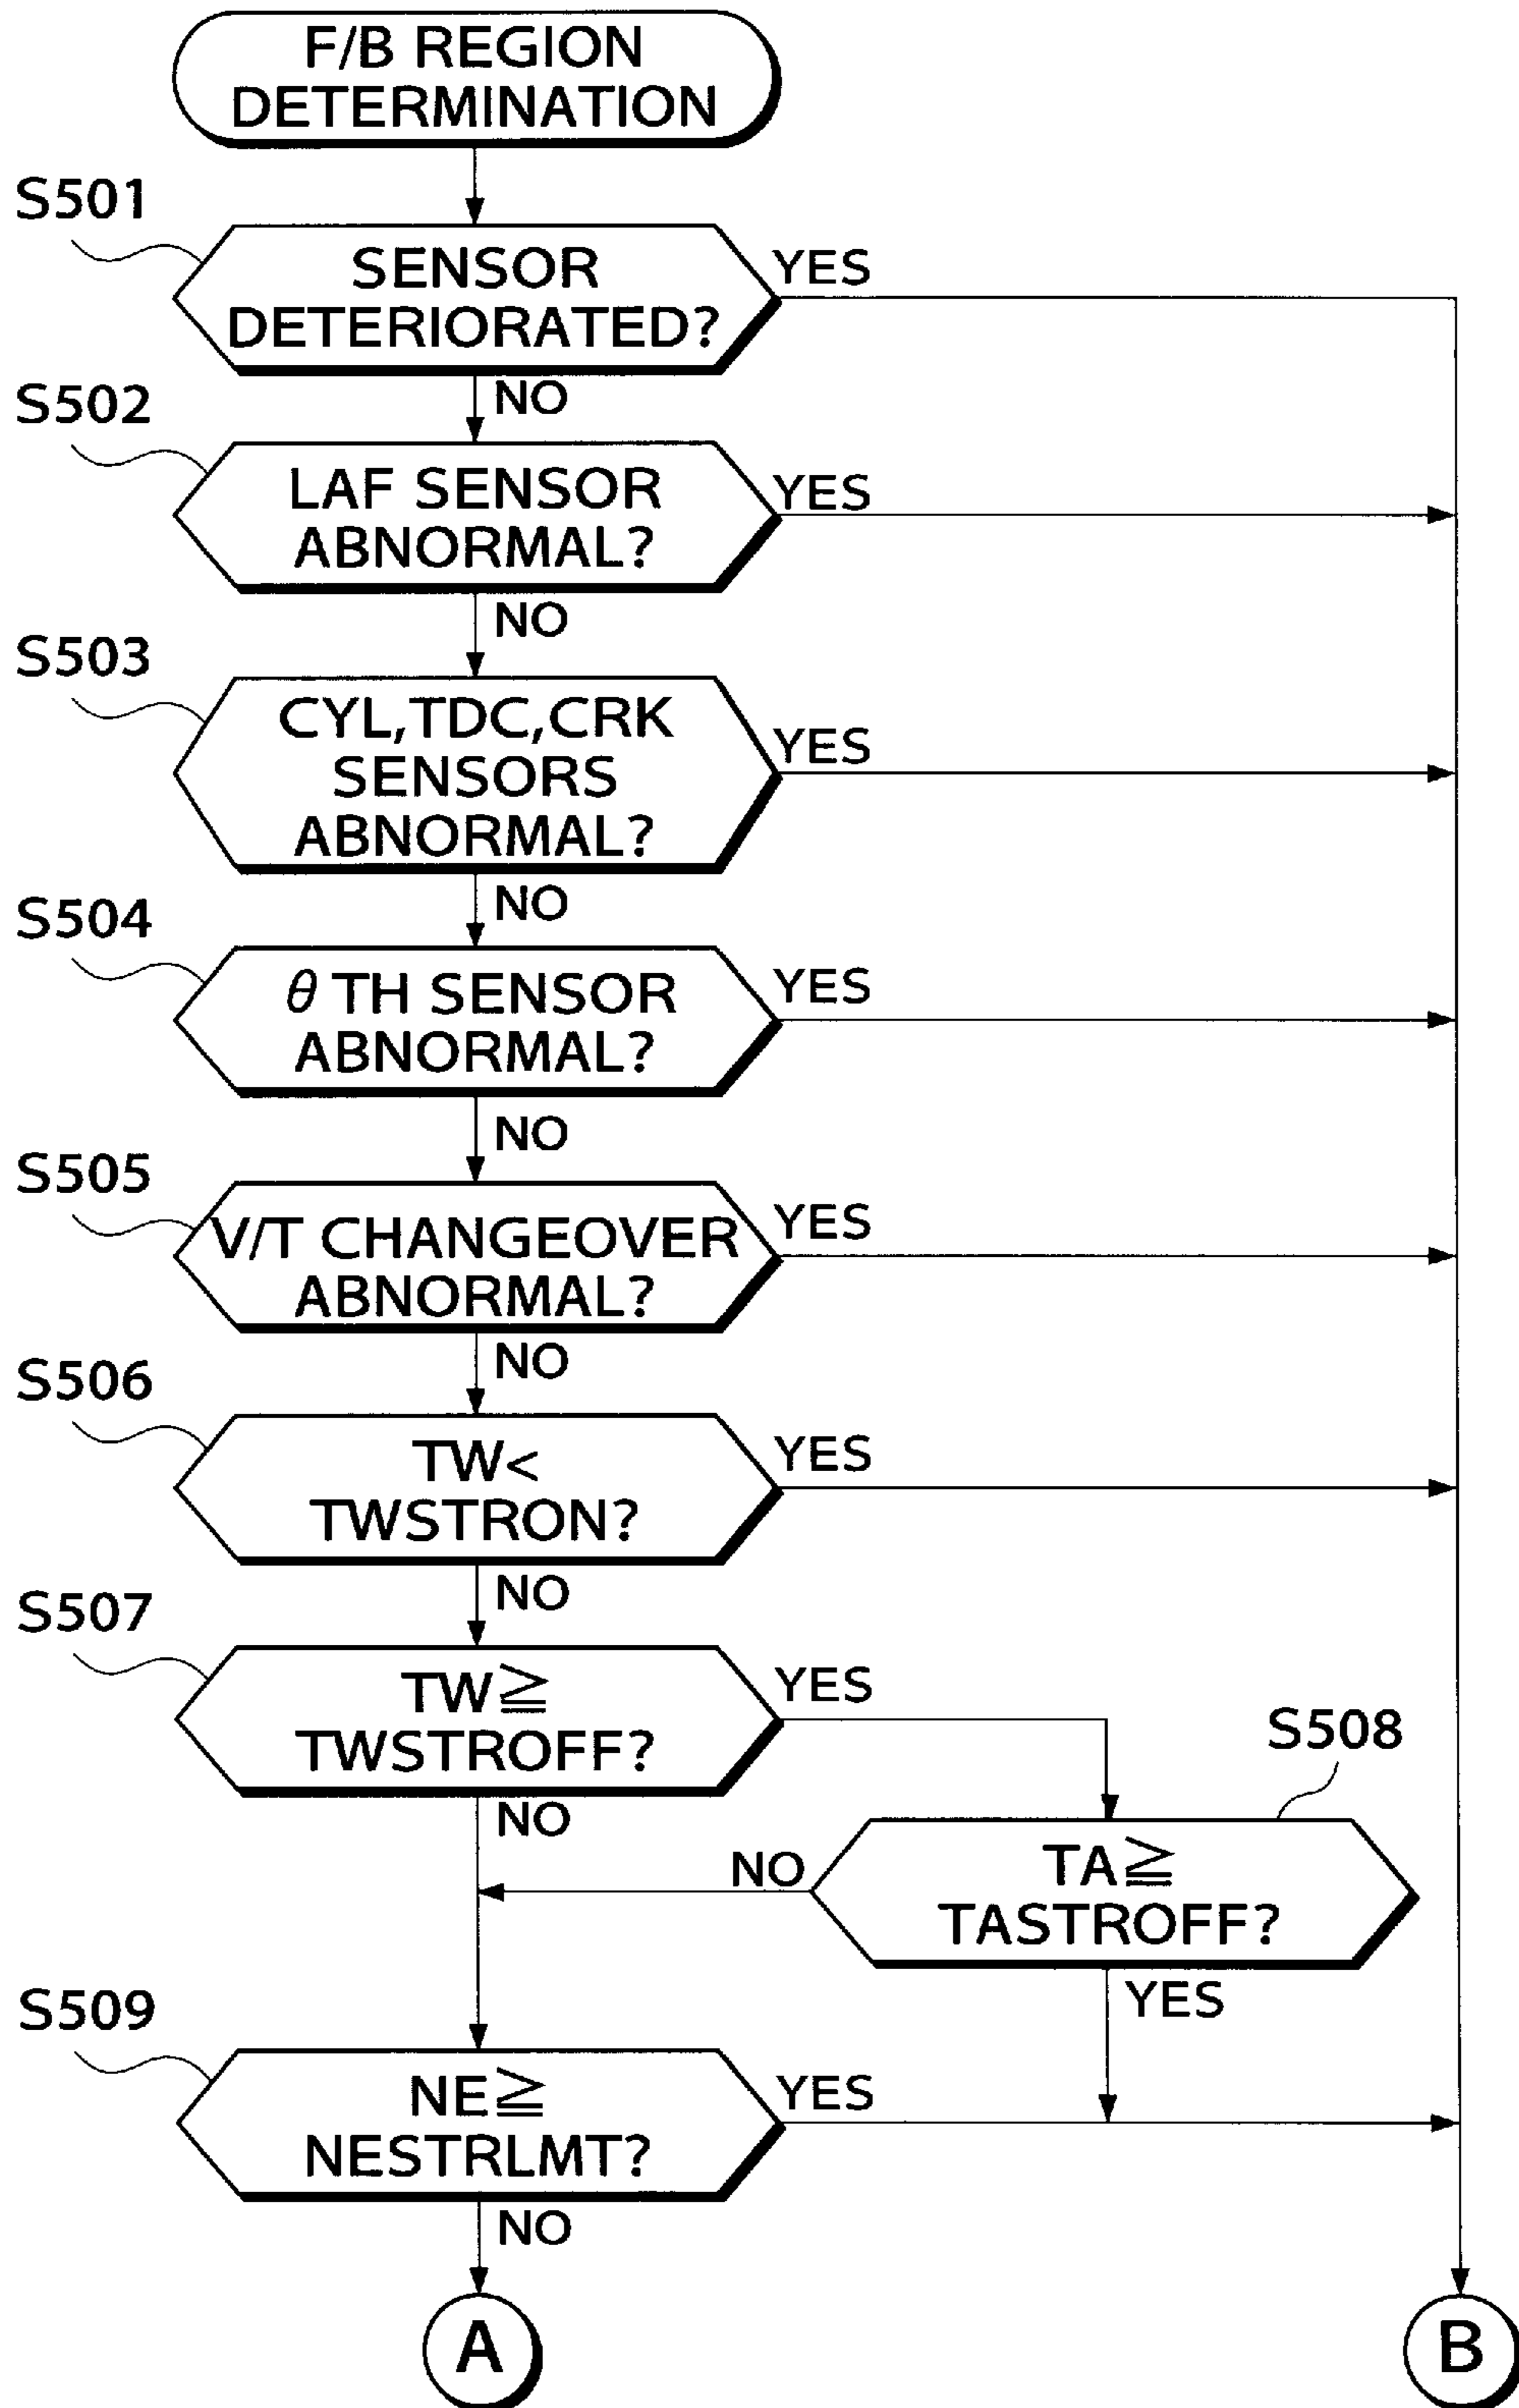 F/B REGION
DETERMINATION
S501
SENSOR
DETERIORATED?
YES
NO
S502
LAF SENSOR
ABNORMAL?
YES
NO
S503
CYL,TDC,CRK
SENSORS
ABNORMAL?
YES
NO
S504
θ TH SENSOR
ABNORMAL?
YES
NO
S505
V/T CHANGEOVER
ABNORMAL?
YES
NO
S506
TW<
TWSTRON?
YES
NO
S507
TW≧
TWSTROFF?
YES
NO
S508
TA≧
TASTROFF?
NO
YES
S509
NE≧
NESTRLMT?
YES
NO
A
B